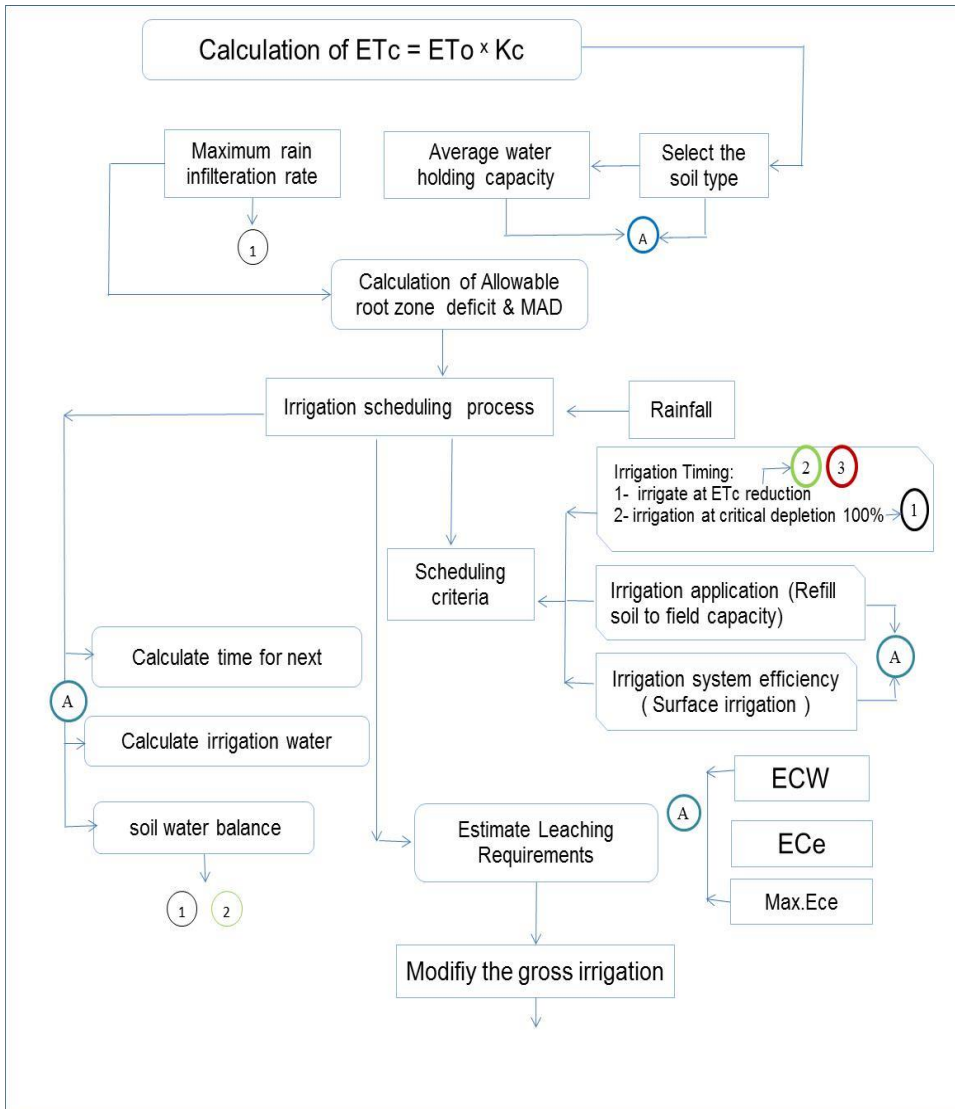 Calculation of ETc = ETo x Kc
Maximum rain
infilteration rate
Average water
holding capacity
Select the
soil type
1
A
Calculation of Allowable
root zone deficit & MAD
Irrigation scheduling process
Rainfall
Irrigation Timing:
2 3
1- irrigate at ETc reduction
2- irrigation at critical depletion 100%
1
Scheduling
criteria
Irrigation application (Refill
soil to field capacity)
A
Irrigation system efficiency
( Surface irrigation )
Calculate time for next
A
Calculate irrigation water
soil water balance
1 2
Estimate Leaching
Requirements
A
ECW
ECe
Max.Ece
Modifiy the gross irrigation